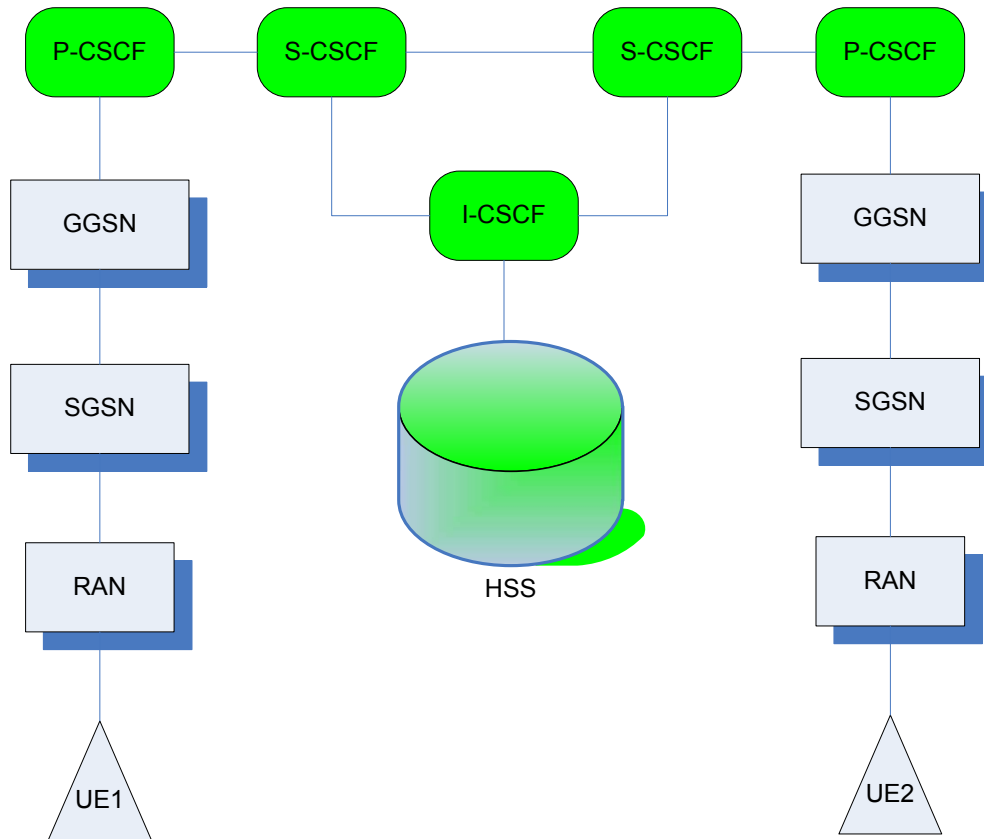 P-CSCF
S-CSCF
S-CSCF
P-CSCF
I-CSCF
GGSN
GGSN
SGSN
SGSN
HSS
RAN
RAN
UE1
UE2